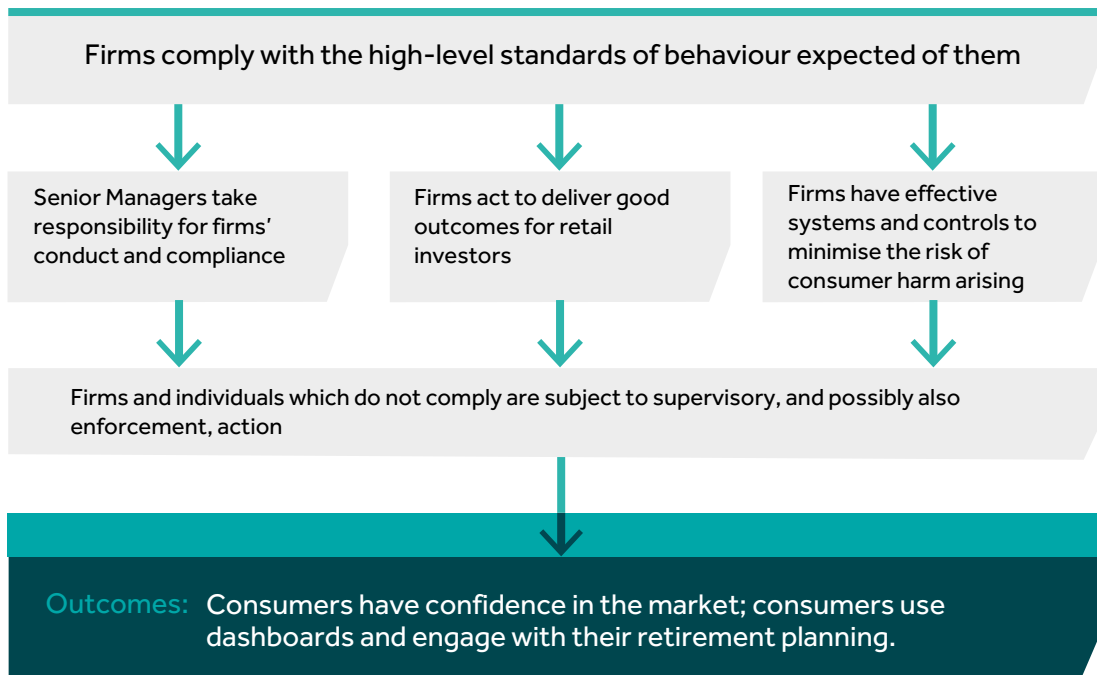 Firms comply with the high-level standards of behaviour expected of them
Senior Managers take
responsibility for firms'
conduct and compliance
Firms act to deliver good
outcomes for retail
investors
Firms have effective
systems and controls to
minimise the risk of
consumer harm arising
Firms and individuals which do not comply are subject to supervisory, and possibly also
enforcement, action
Outcomes: Consumers have confidence in the market; consumers use
dashboards and engage with their retirement planning.